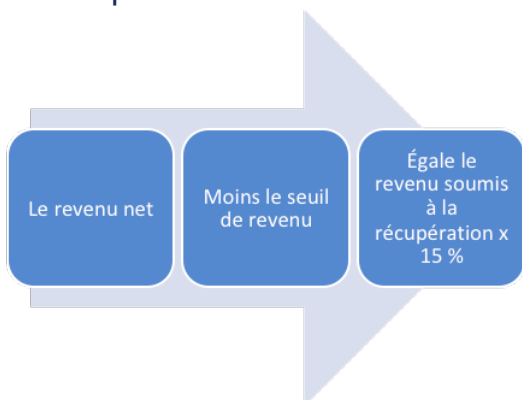 Le revenu net
Moins le seuil
de revenu
Égale le
revenu soumis
à la
récupération x
15 %